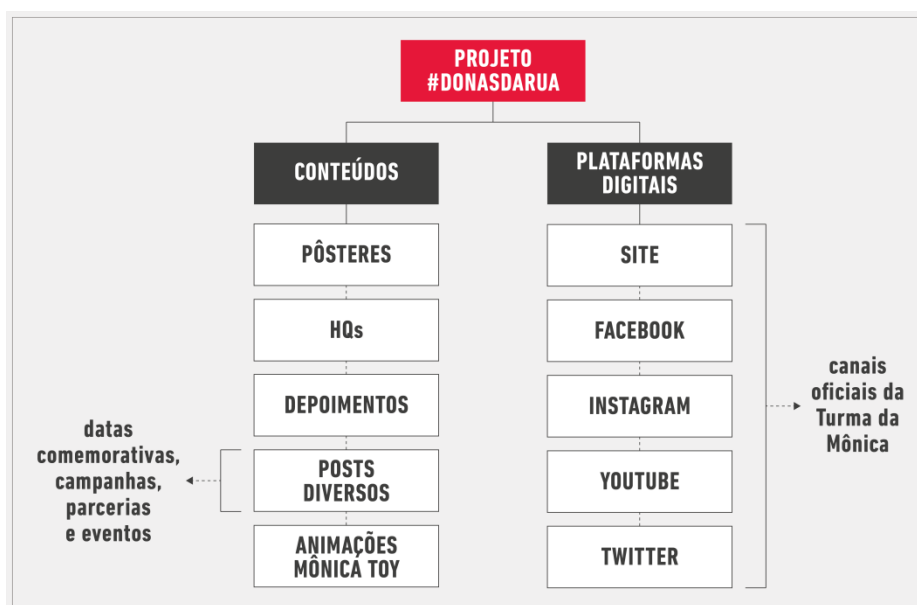 PROJETO
#DONASDARUA
CONTEÚDOS
PÔSTERES
HQs
DEPOIMENTOS
POSTS
DIVERSOS
ANIMAÇÕES
MÔNICA TOY
datas
comemorativas,
campanhas,
parcerias
e eventos
PLATAFORMAS
DIGITAIS
SITE
FACEBOOK
INSTAGRAM
YOUTUBE
TWITTER
canais
oficiais da
Turma da
Mônica